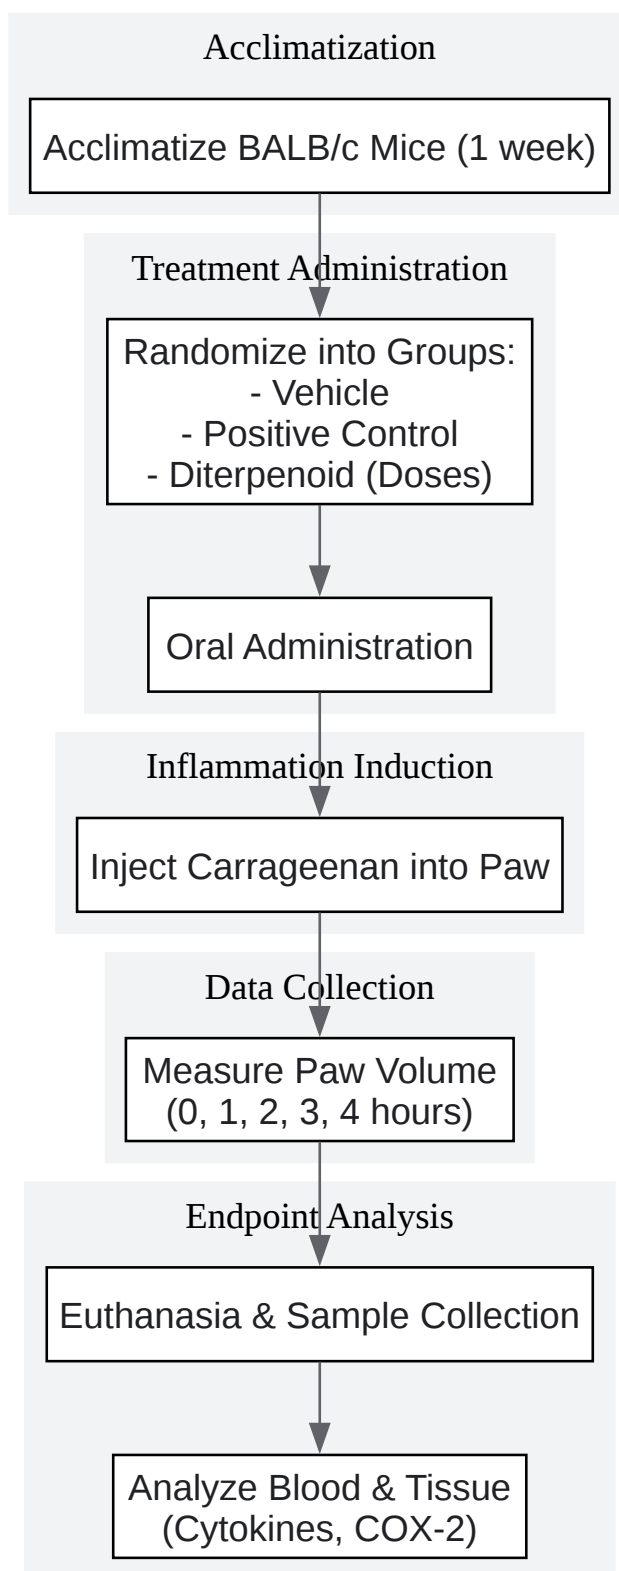 Acclimatization
Acclimatize BALB/c Mice (1 week)
Treatment Administration
Randomize into Groups:
- Vehicle
- Positive Control
- Diterpenoid (Doses)
Oral Administration
Inflammation Induction
Inject Carrageenan into Paw
Data Collection
Measure Paw Volume
(0, 1, 2, 3, 4 hours)
Endpoint Analysis
Euthanasia & Sample Collection
Analyze Blood & Tissue
(Cytokines, COX-2)